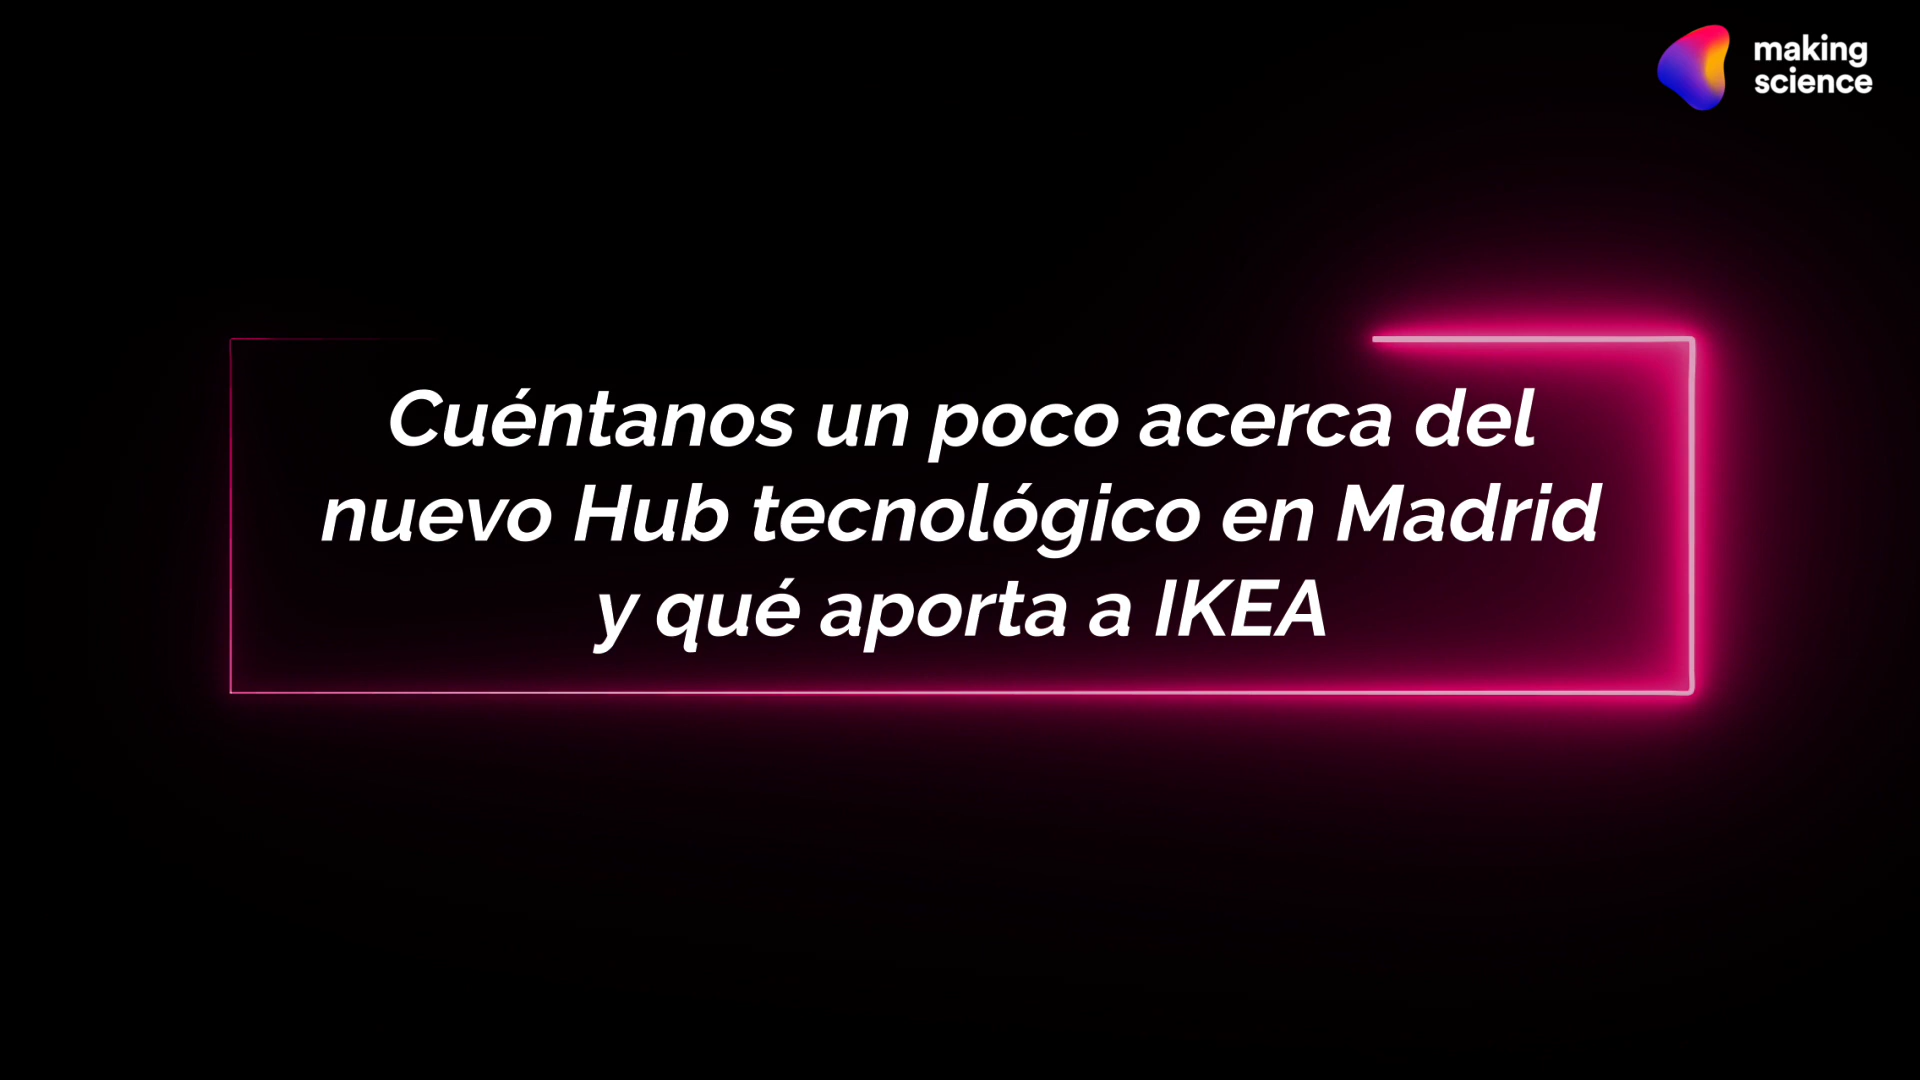 making
science
Cuéntanos un poco acerca del
nuevo Hub tecnológico en Madrid
y qué aporta a IKEA